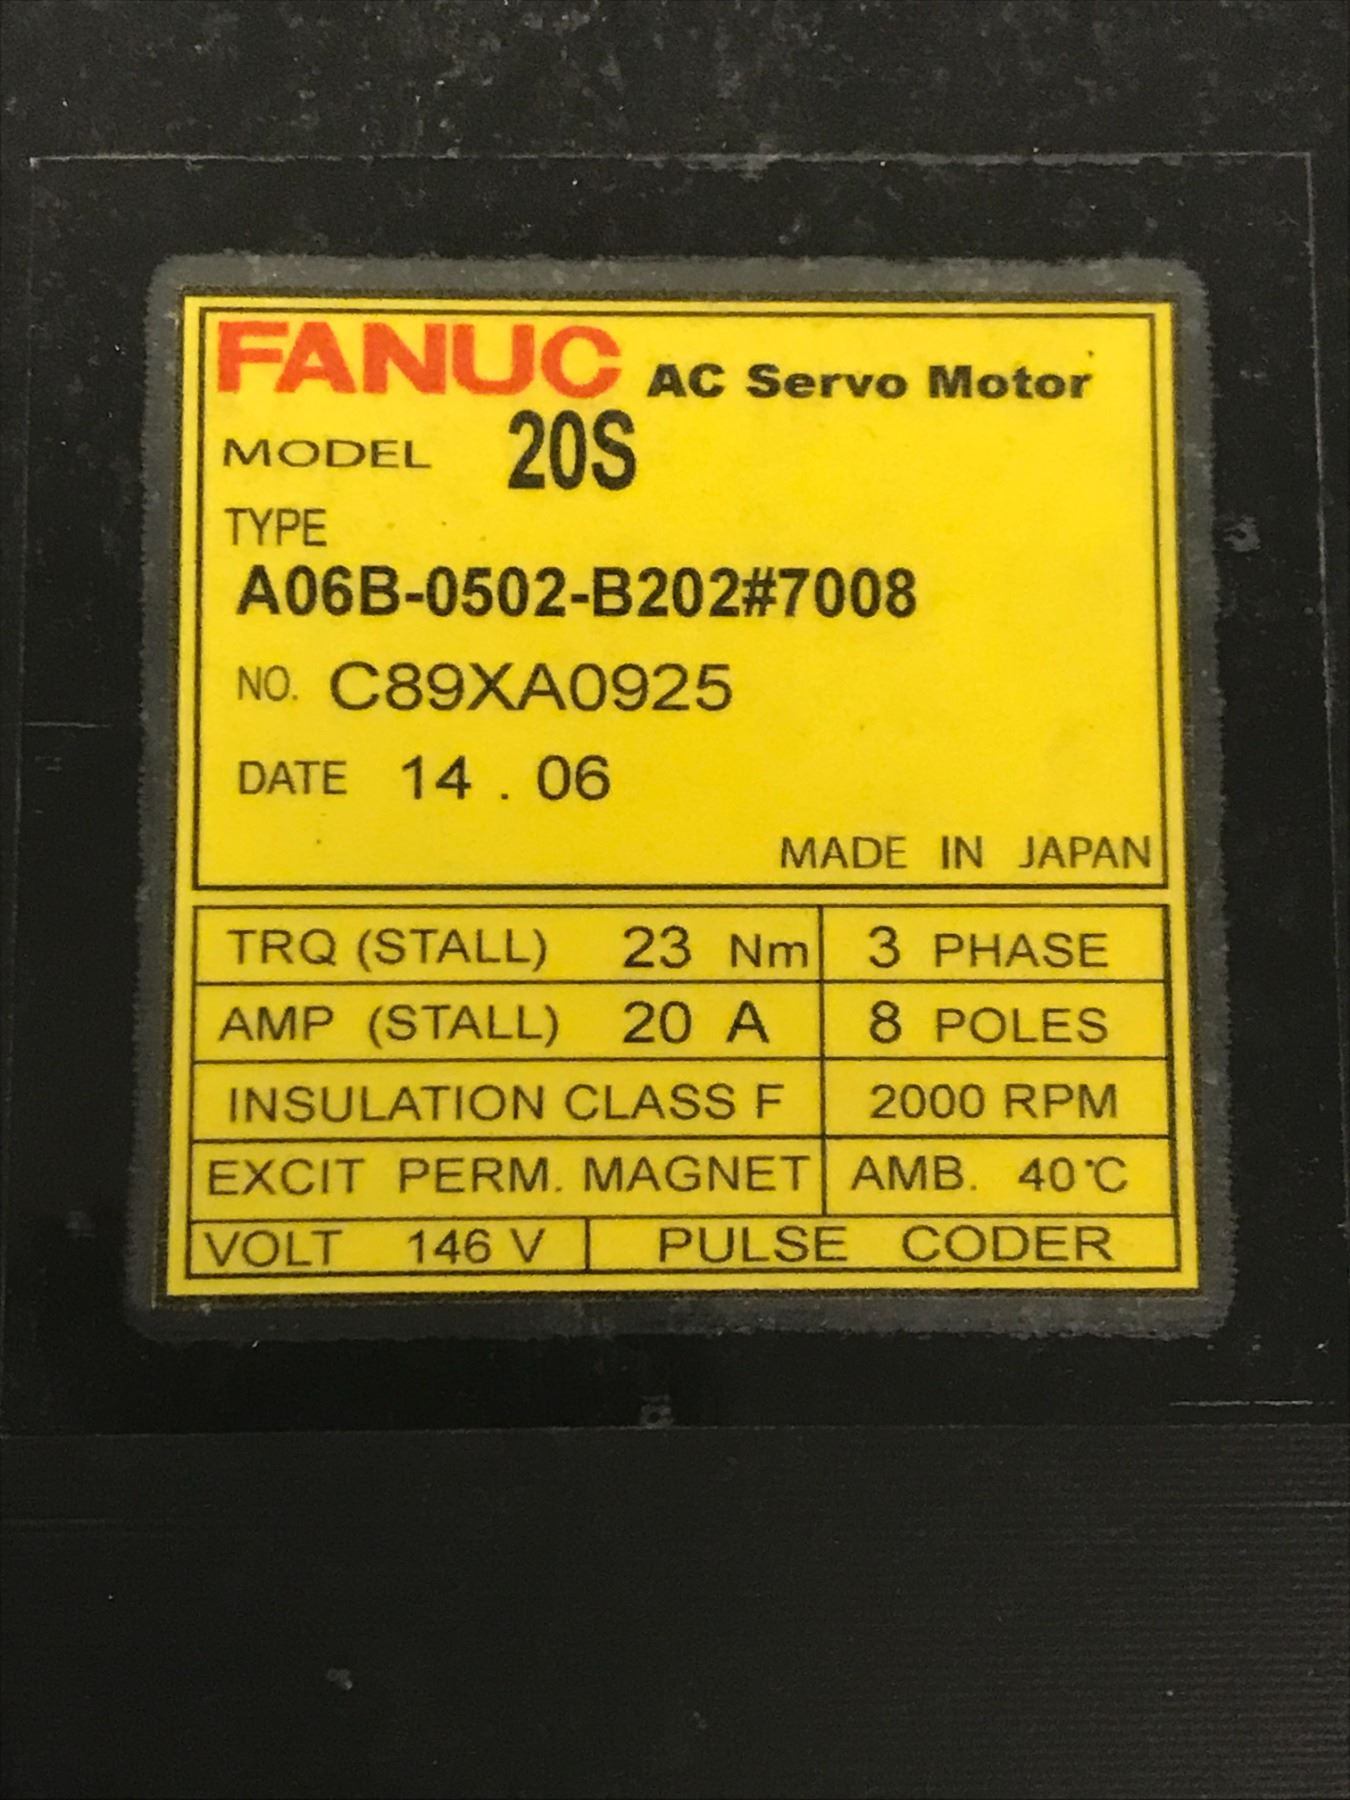 FANUC AC Servo Motor
MODEL 20S
TYPE
A06B-0502-B202#7008
NO. C89XA0925
DATE 14 . 06
MADE IN JAPAN
TRQ (STALL) 23 Nm 3 PHASE
AMP (STALL) 20 A 8 POLES
INSULATION CLASS F 2000 RPM
EXCIT PERM. MAGNET AMB. 40℃
VOLT 146 V PULSE CODER